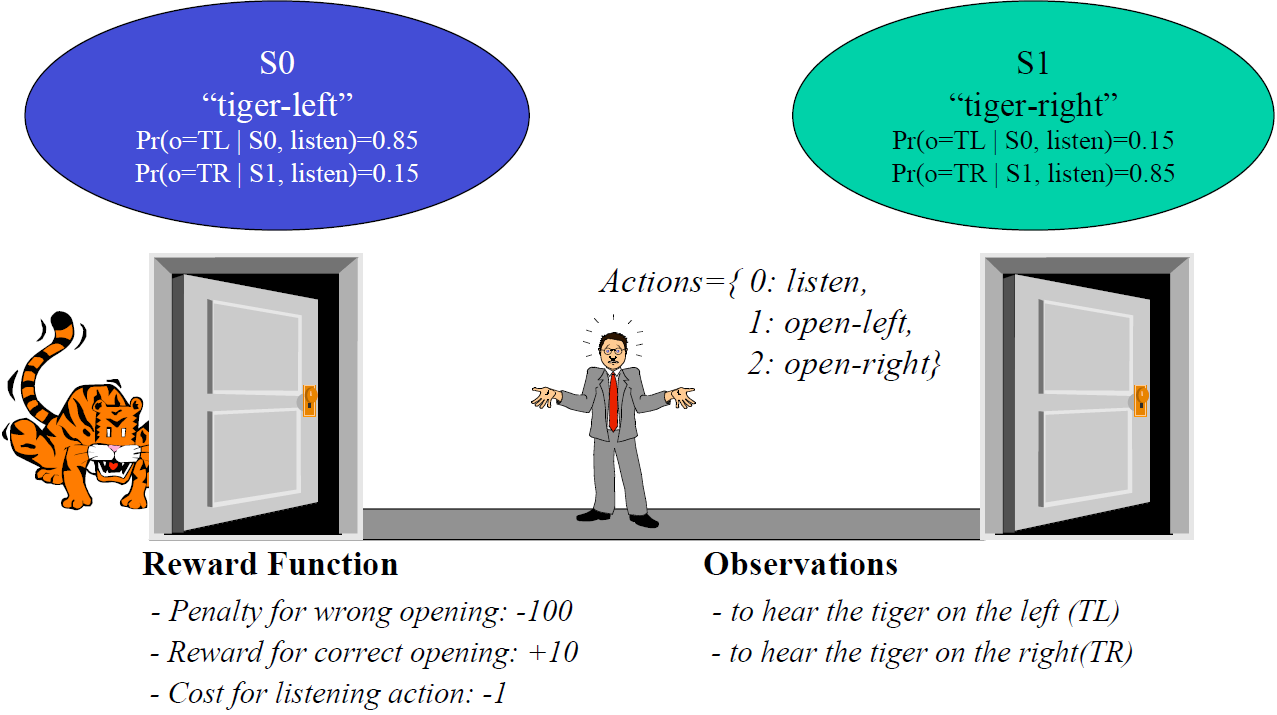 S0
“tiger-left”
Pr(o=TL | S0, listen)=0.85
Pr(o=TR | S1, listen)=0.15
S1
“tiger-right”
Pr(o=TL | S0, listen)=0.15
Pr(o=TR | S1, listen)=0.85
Actions={ 0: listen,
1: open-left,
2: open-right}
Reward Function
- Penalty for wrong opening: -100
- Reward for correct opening: +10
- Cost for listening action: -1
Observations
- to hear the tiger on the left (TL)
- to hear the tiger on the right(TR)